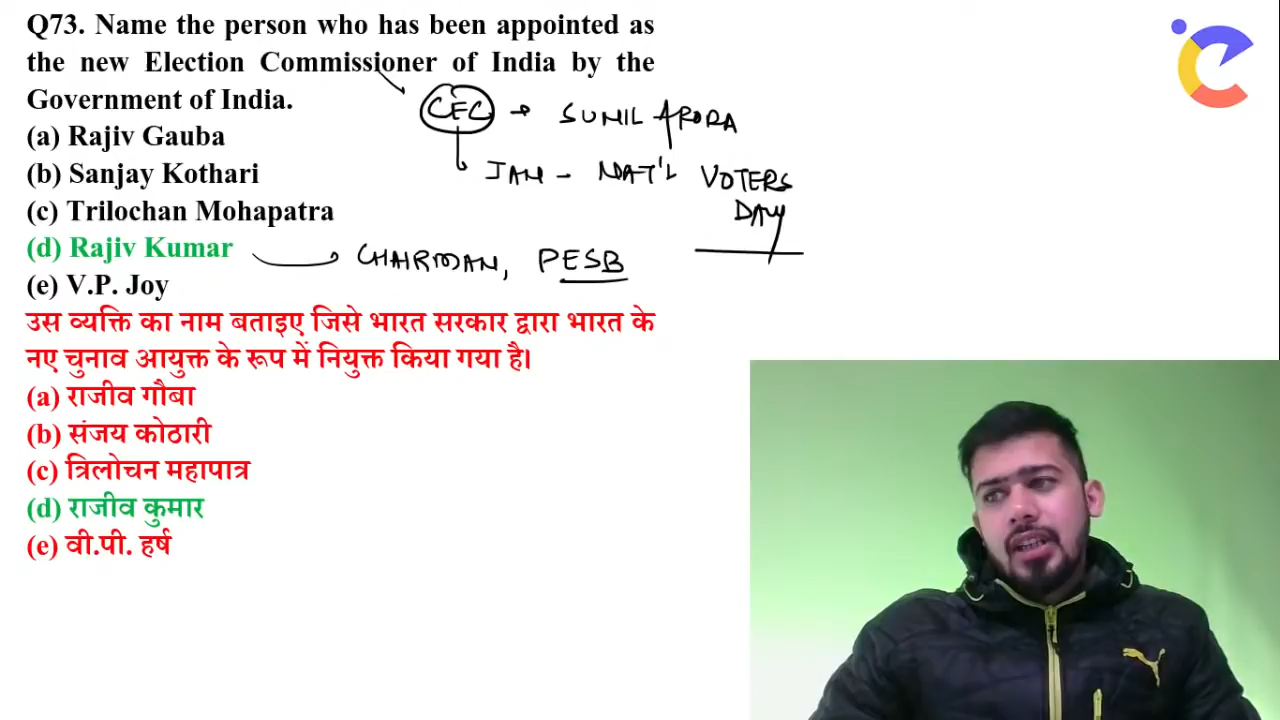 Q73. Name the person who has been appointed as
the new Election Commissioner of India by the
Government of India.
(a) Rajiv Gauba
(b) Sanjay Kothari
(c) Trilochan Mohapatra
(d) Rajiv Kumar
(e) V.P. Joy
CEC → SUNIL ARORA
JAN - NAT'L VOTERS
DAY
CHAIRMAN, PESB
उस व्यक्ति का नाम बताइए जिसे भारत सरकार द्वारा भारत के
नए चुनाव आयुक्त के रूप में नियुक्त किया गया है।
(a) राजीव गौबा
(b) संजय कोठारी
(c) त्रिलोचन महापात्र
(d) राजीव कुमार
(e) वी.पी. हर्ष